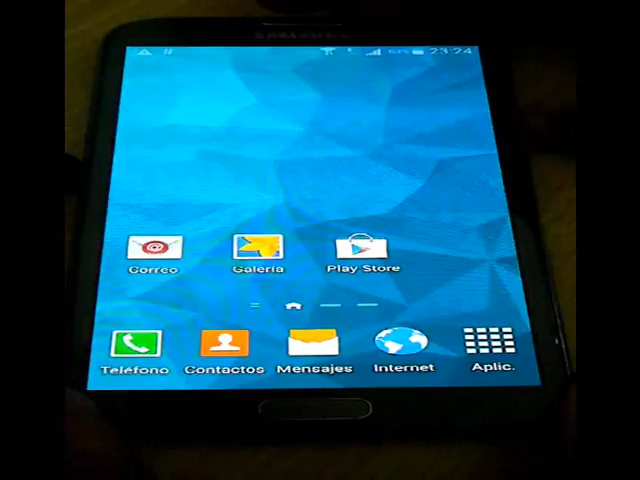 SAMSUNG
23:24
Correo
Galería
Play Store
Teléfono
Contactos
Mensajes
Internet
Aplic.